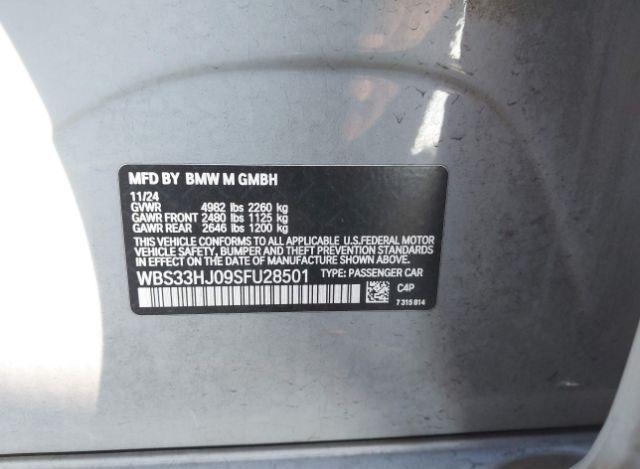 MFD BY BMW M GMBH
11/24
GVWR 4982 lbs 2260 kg
GAWR FRONT 2480 lbs 1125 kg
GAWR REAR 2646 lbs 1200 kg
THIS VEHICLE CONFORMS TO ALL APPLICABLE U.S.FEDERAL MOTOR
VEHICLE SAFETY, BUMPER AND THEFT PREVENTION STANDARDS
IN EFFECT ON THE DATE OF MANUFACTURE SHOWN ABOVE.
WBS33HJ09SFU28501 TYPE: PASSENGER CAR
C4P
7 315 814